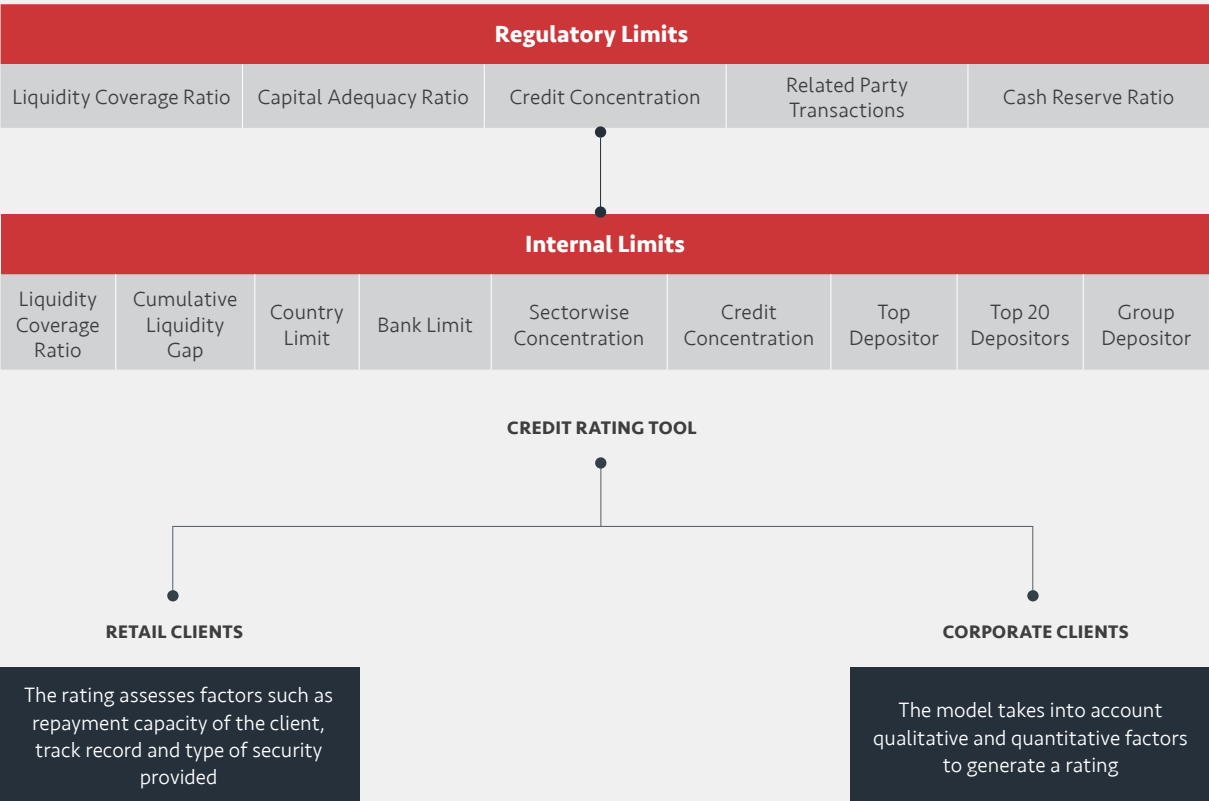 Regulatory Limits
Liquidity Coverage Ratio
Capital Adequacy Ratio
Credit Concentration
Related Party
Transactions
Cash Reserve Ratio
Internal Limits
Liquidity
Coverage
Ratio
Cumulative
Liquidity
Gap
Country
Limit
Bank Limit
Sectorwise
Concentration
Credit
Concentration
Top
Depositor
Top 20
Depositors
Group
Depositor
CREDIT RATING TOOL
RETAIL CLIENTS
The rating assesses factors such as
repayment capacity of the client,
track record and type of security
provided
CORPORATE CLIENTS
The model takes into account
qualitative and quantitative factors
to generate a rating